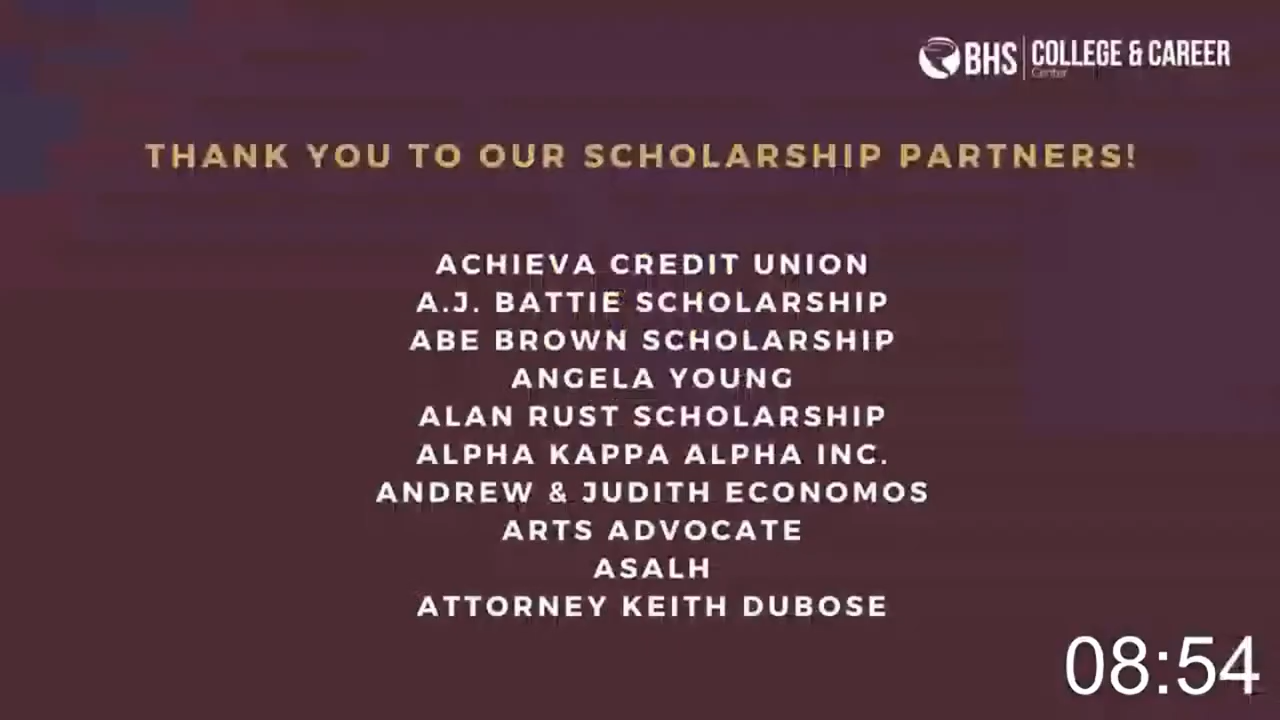 BHS COLLEGE & CAREER
Center
THANK YOU TO OUR SCHOLARSHIP PARTNERS!
ACHIEVA CREDIT UNION
A.J. BATTIE SCHOLARSHIP
ABE BROWN SCHOLARSHIP
ANGELA YOUNG
ALAN RUST SCHOLARSHIP
ALPHA KAPPA ALPHA INC.
ANDREW & JUDITH ECONOMOS
ARTS ADVOCATE
ASALH
ATTORNEY KEITH DUBOSE
08:54